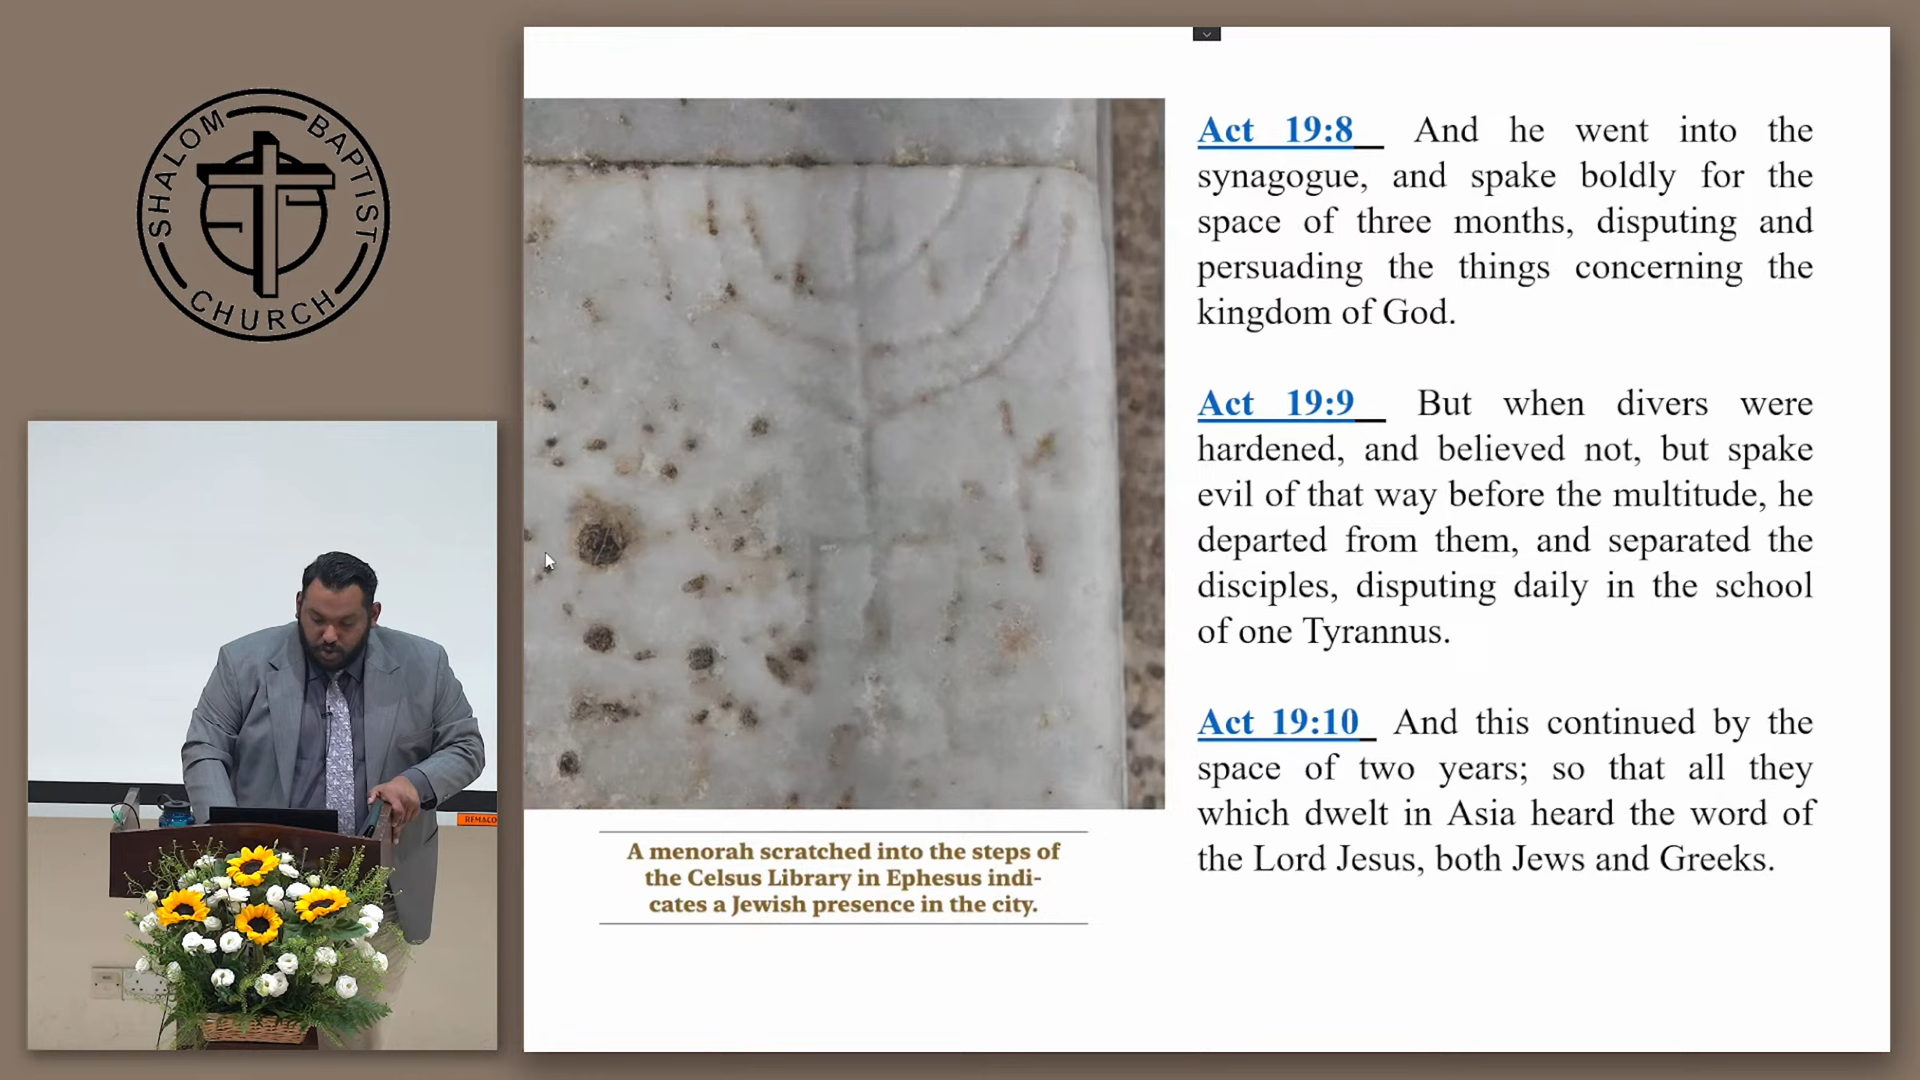 SHALOM BAPTIST CHURCH
REMACO
A menorah scratched into the steps of
the Celsus Library in Ephesus indi-
cates a Jewish presence in the city.
Act 19:8 And he went into the
synagogue, and spake boldly for the
space of three months, disputing and
persuading the things concerning the
kingdom of God.
Act 19:9 But when divers were
hardened, and believed not, but spake
evil of that way before the multitude, he
departed from them, and separated the
disciples, disputing daily in the school
of one Tyrannus.
Act 19:10 And this continued by the
space of two years; so that all they
which dwelt in Asia heard the word of
the Lord Jesus, both Jews and Greeks.